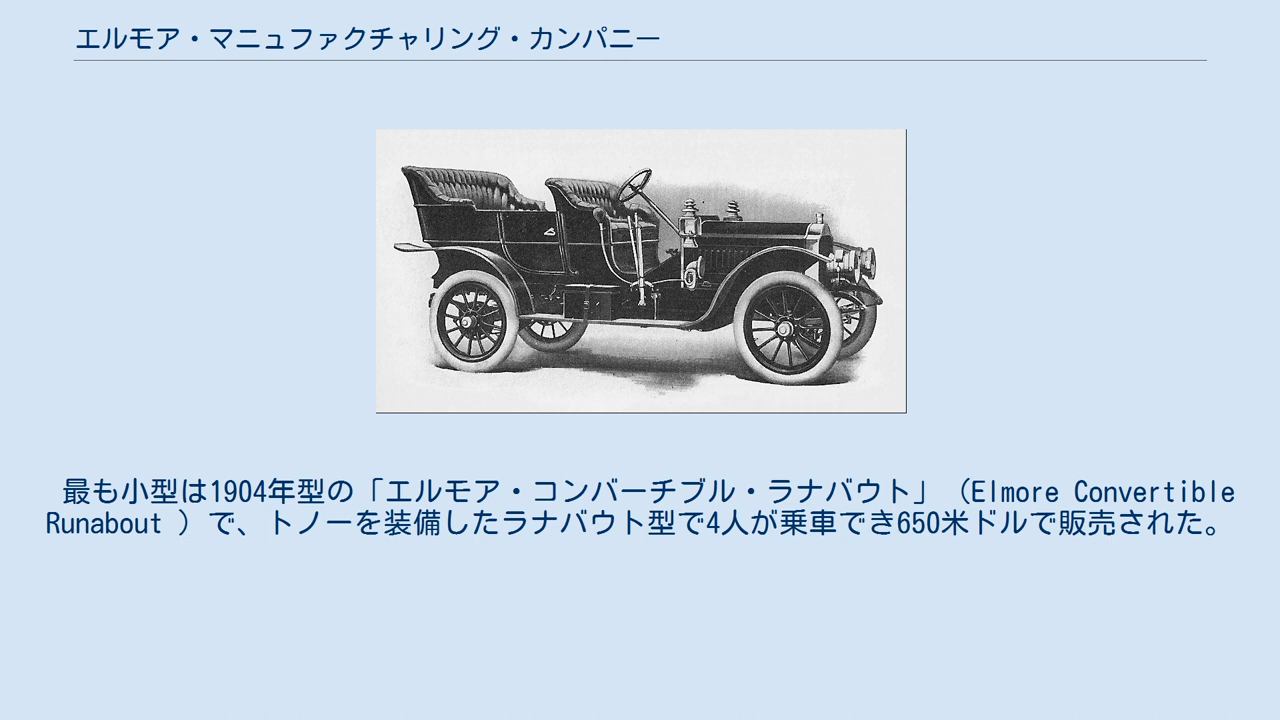 エルモア・マニュファクチャリング・カンパニー
最も小型は1904年型の「エルモア・コンバーチブル・ラナバウト」（Elmore Convertible
Runabout ）で、トノーを装備したラナバウト型で4人が乗車でき650米ドルで販売された。